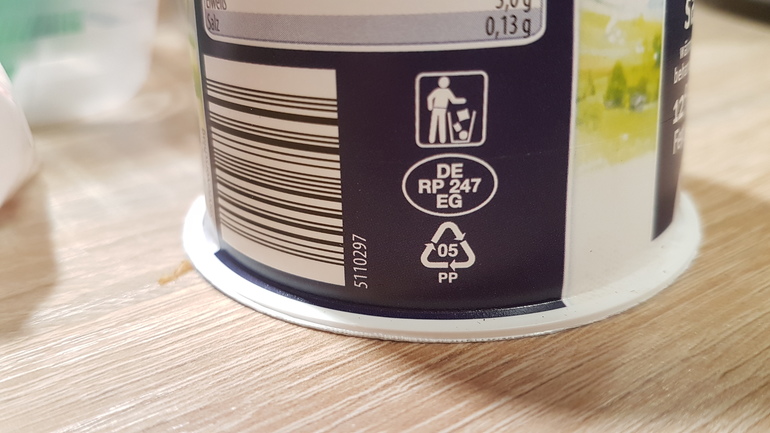 Eiweiß 3,0 g
Salz 0,13 g
5110297
DE
RP 247
EG
05
PP